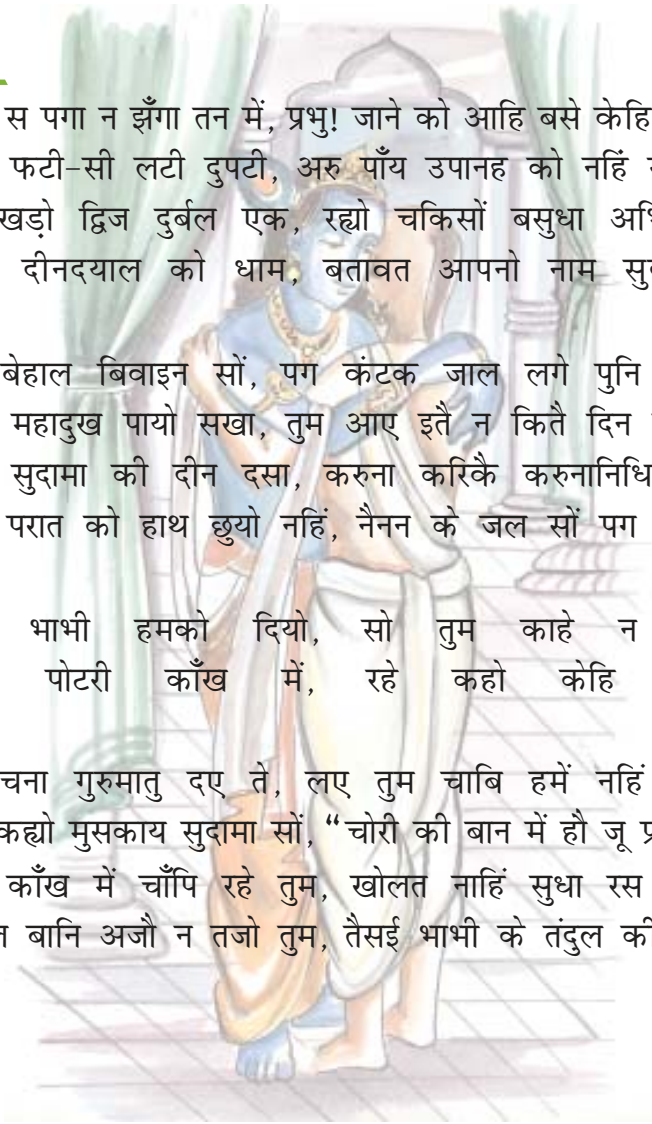 स पगा न झँगा तन में, प्रभु! जाने को आहि बसे केहि
फटी-सी लटी दुपटी, अरु पाँय उपानह को नहिं
खड़ो द्विज दुर्बल एक, रह्यो चकिसों बसुधा
दीनदयाल को धाम, बतावत आपनो नाम
बेहाल बिवाइन सों, पग कंटक जाल लगे पुनि
महादुख पायो सखा, तुम आए इतै न कितै दिन
सुदामा की दीन दसा, करुना करिकै करुनानिधि
परात को हाथ छुयो नहिं, नैनन के जल सों पग
भाभी हमको दियो, सो तुम काहे न
पोटरी काँख में, रहे कहो केहि
चना गुरुमातु दए ते, लए तुम चाबि हमें नहिं
कह्यो मुसकाय सुदामा सों, “चोरी की बान में हौ जू
काँख में चाँपि रहे तुम, खोलत नाहिं सुधा रस
बानि अजौ न तजो तुम, तैसई भाभी के तंदुल